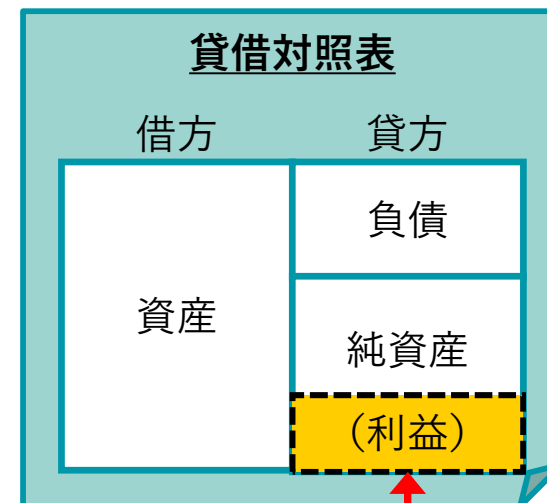 貸借対照表
借方 貸方
負債
資産
純資産
（利益）